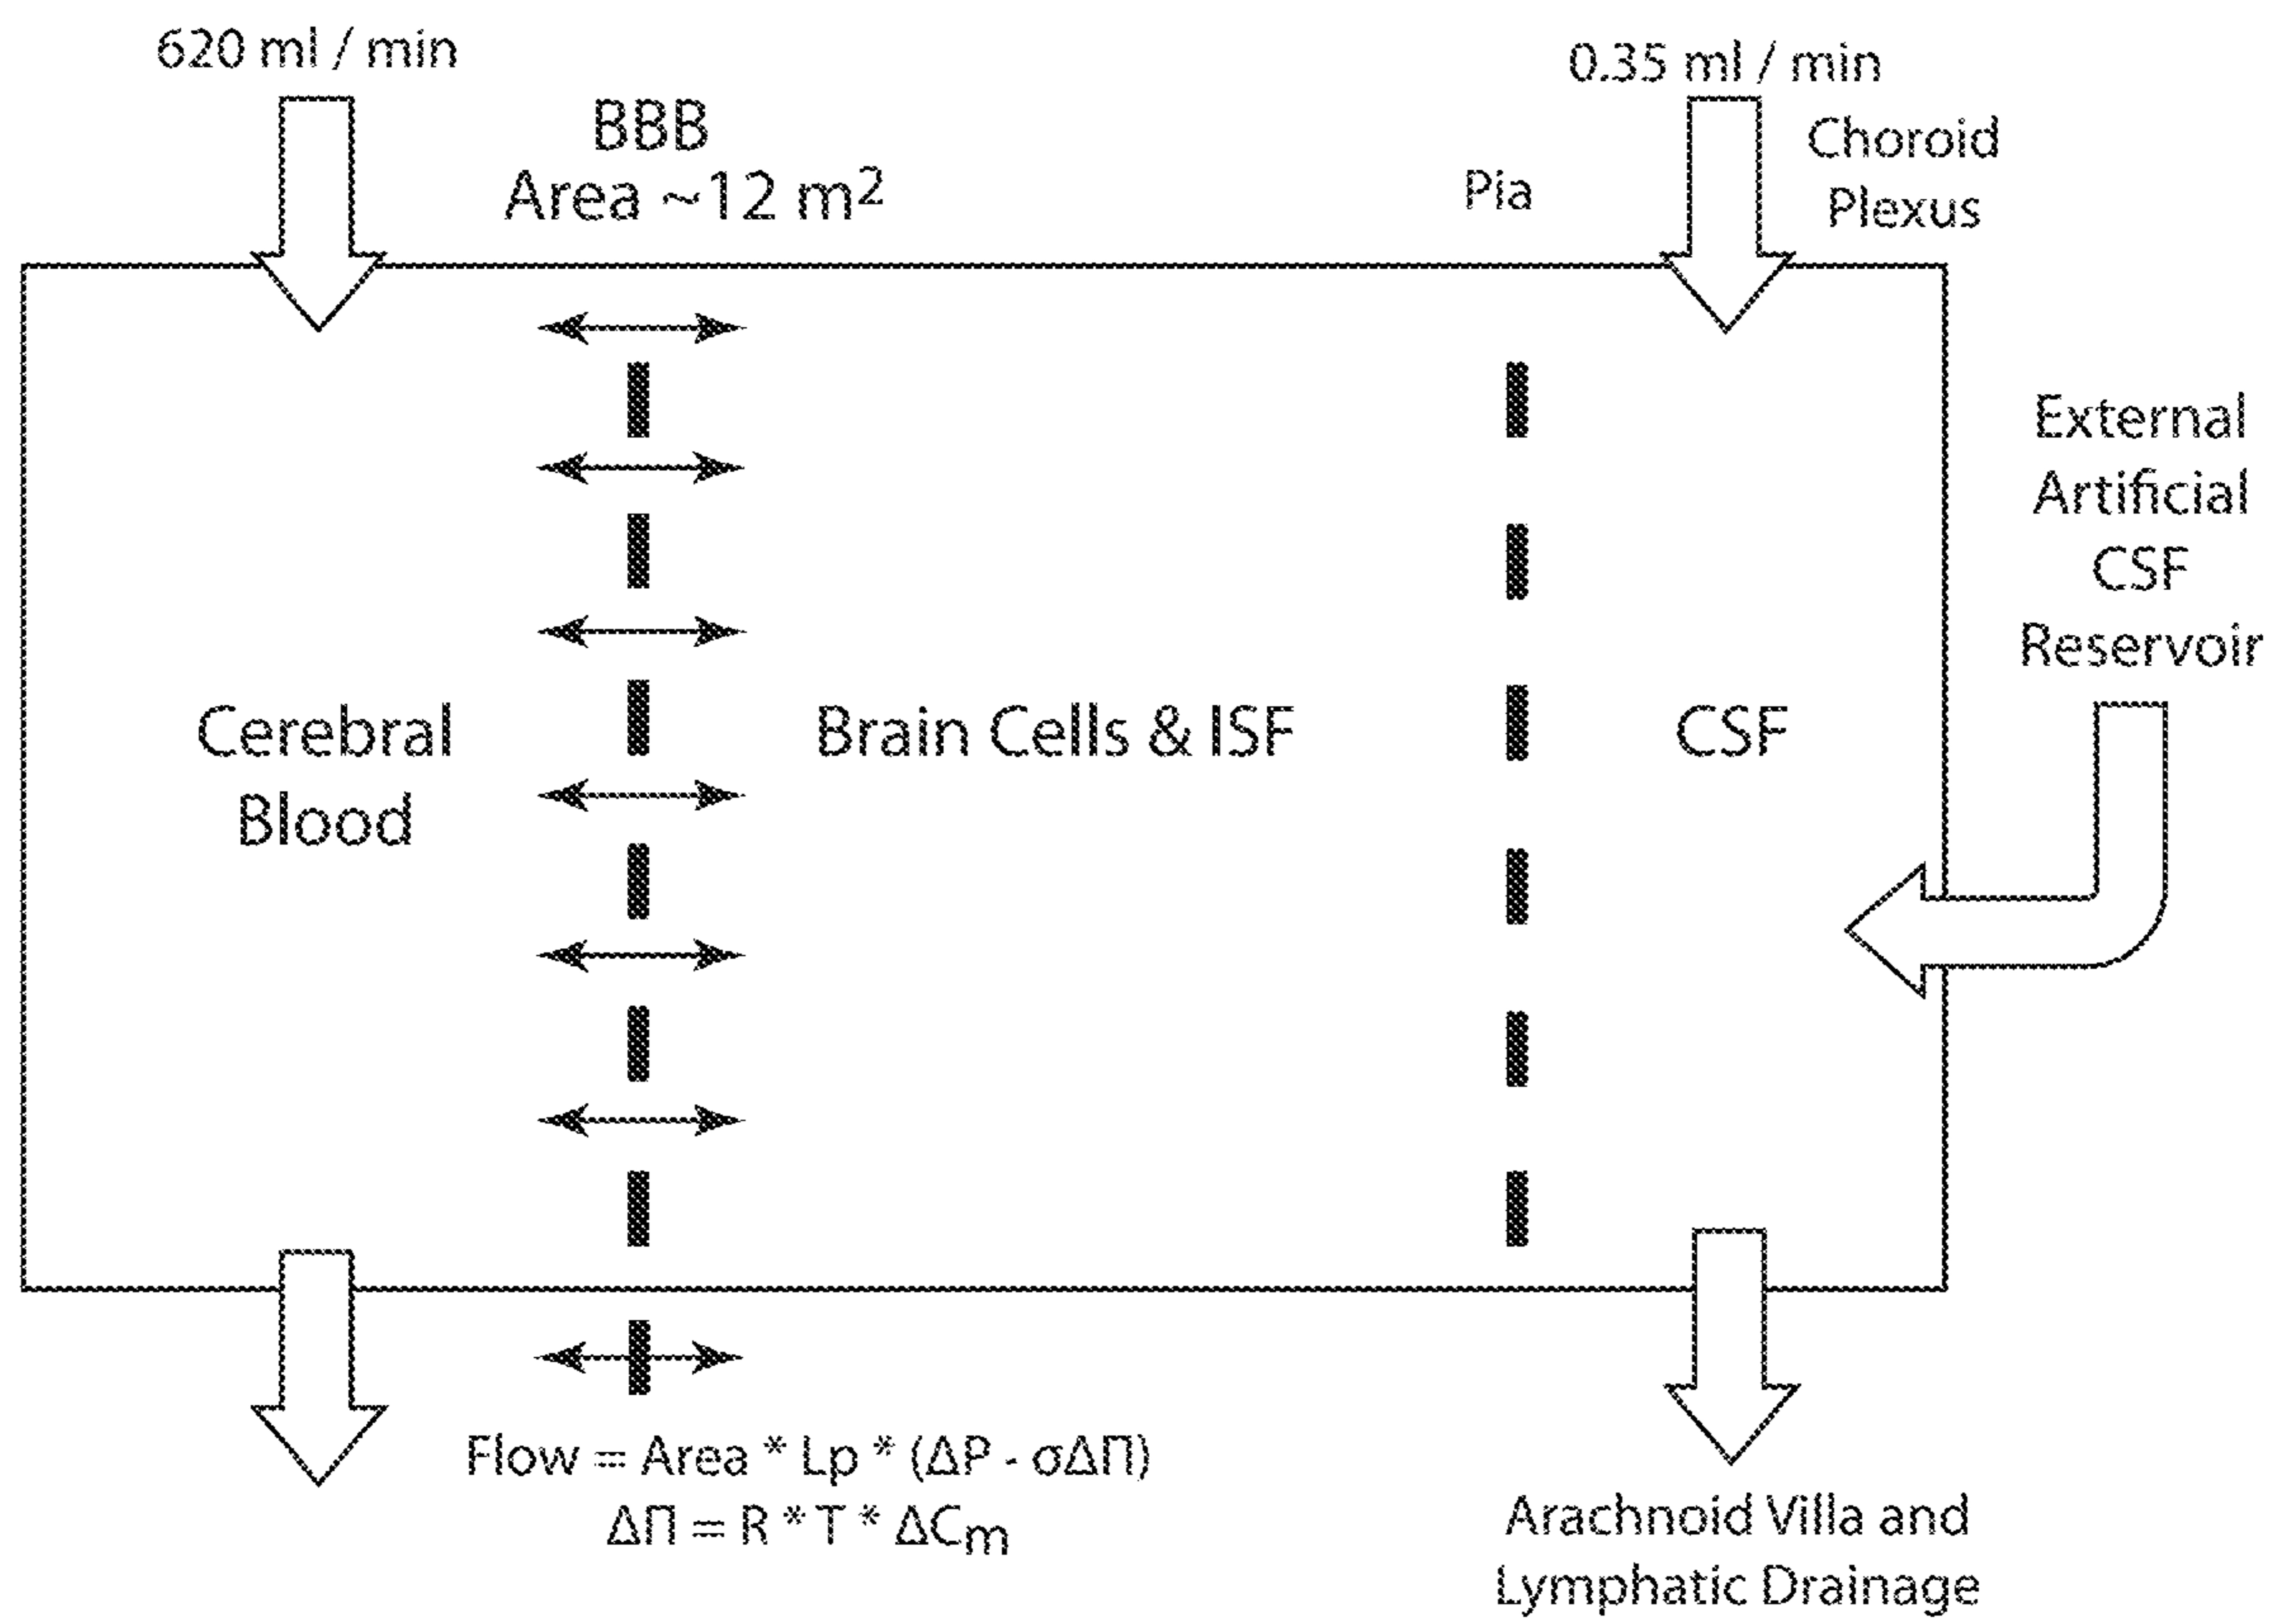 620 ml / min
BBB
Area ~12 m²
Pia
0.35 ml / min
Choroid
Plexus
External
Artificial
CSF
Reservoir
Cerebral
Blood
Brain Cells & ISF
CSF
Flow = Area * Lp * (ΔP - σΔΠ)
ΔΠ = R * T * ΔCm
Arachnoid Villa and
Lymphatic Drainage